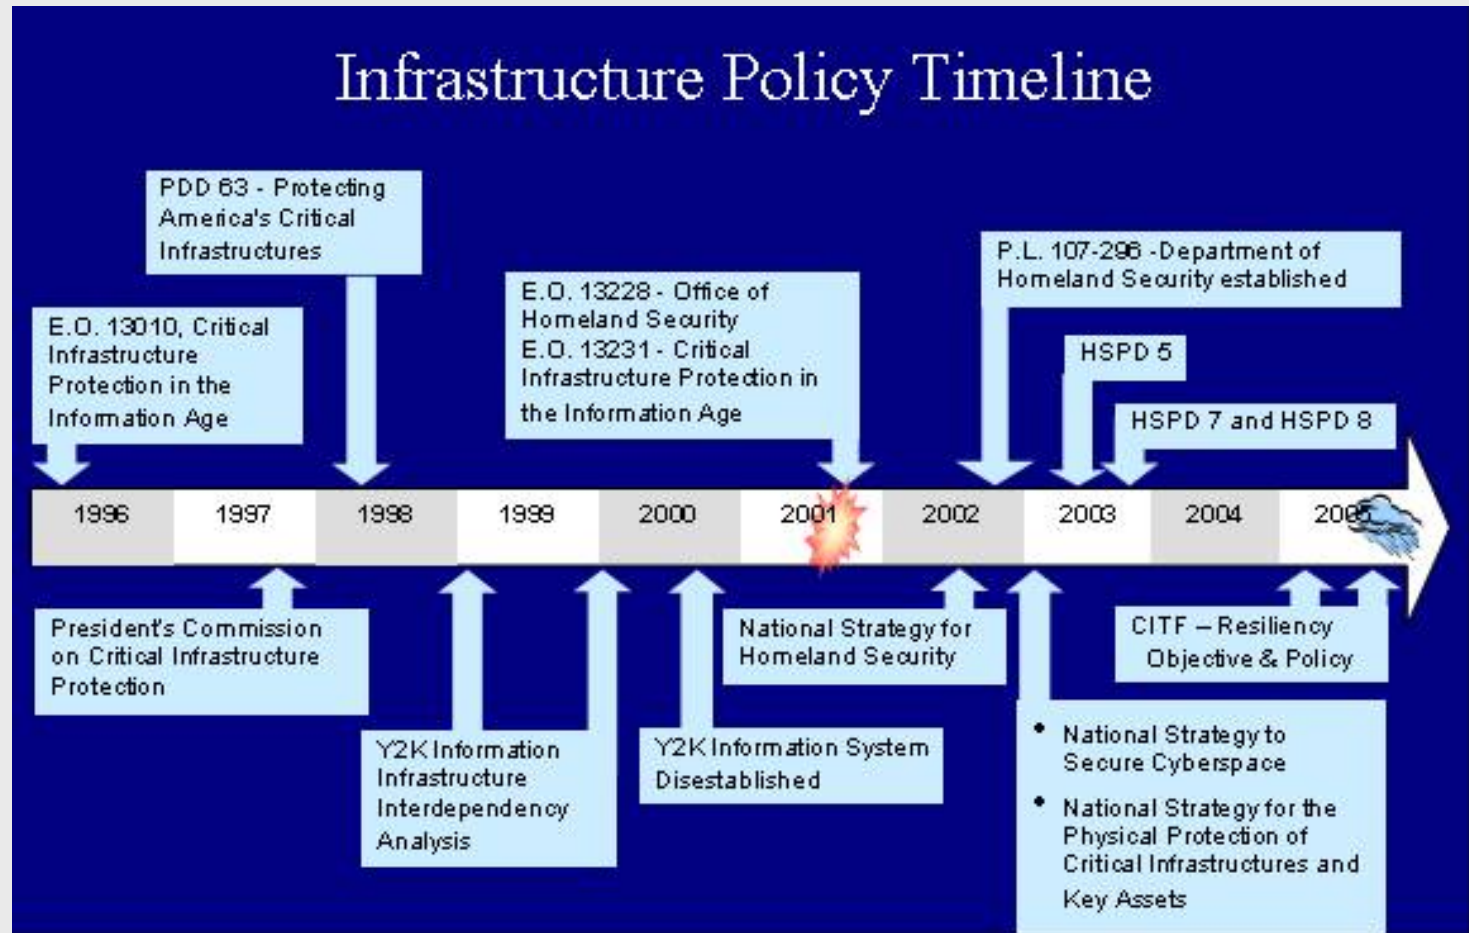 Infrastructure Policy Timeline
PDD 63 - Protecting
America's Critical
Infrastructures
E.O. 13010, Critical
Infrastructure
Protection in the
Information Age
E.O. 13228 - Office of
Homeland Security
E.O. 13231 - Critical
Infrastructure Protection in
the Information Age
P.L. 107-296 -Department of
Homeland Security established
HSPD 5
HSPD 7 and HSPD 8
1996 1997 1998 1999 2000 2001 2002 2003 2004 2005
President's Commission
on Critical Infrastructure
Protection
Y2K Information
Infrastructure
Interdependency
Analysis
Y2K Information System
Disestablished
National Strategy for
Homeland Security
CITF – Resiliency
Objective & Policy
• National Strategy to
Secure Cyberspace
• National Strategy for the
Physical Protection of
Critical Infrastructures and
Key Assets